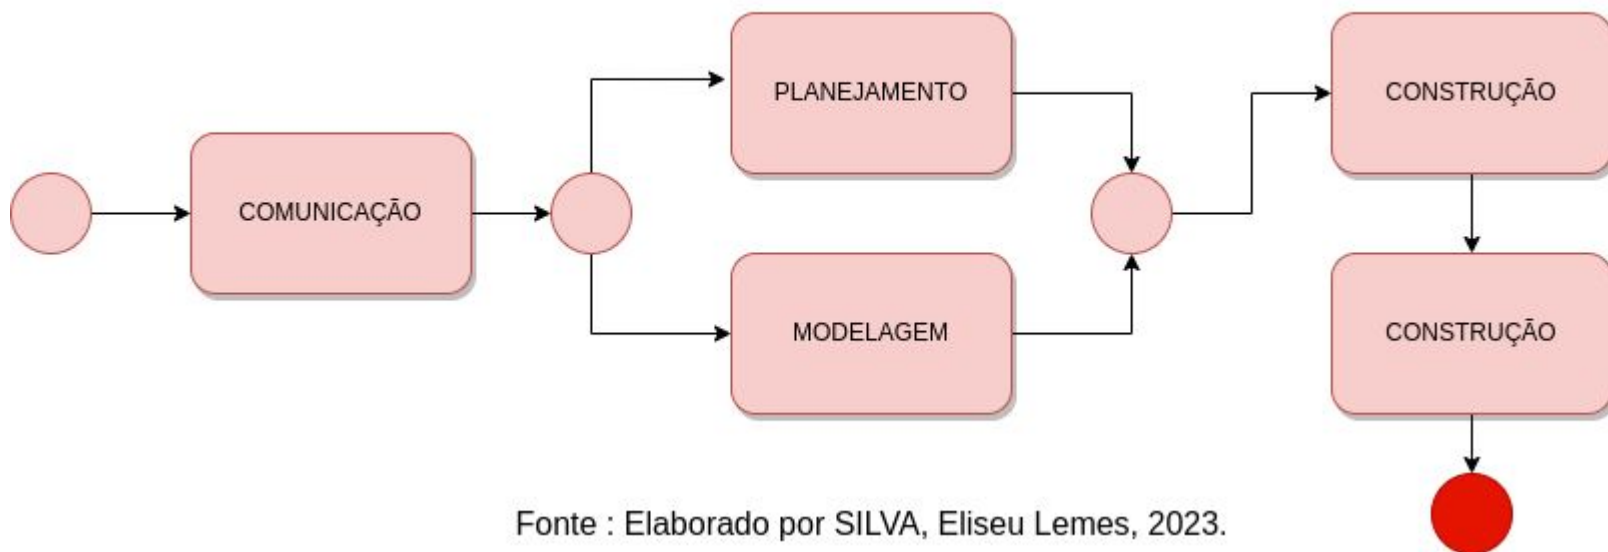 COMUNICAÇÃO
PLANEJAMENTO
MODELAGEM
CONSTRUÇÃO
CONSTRUÇÃO
Fonte : Elaborado por SILVA, Eliseu Lemes, 2023.